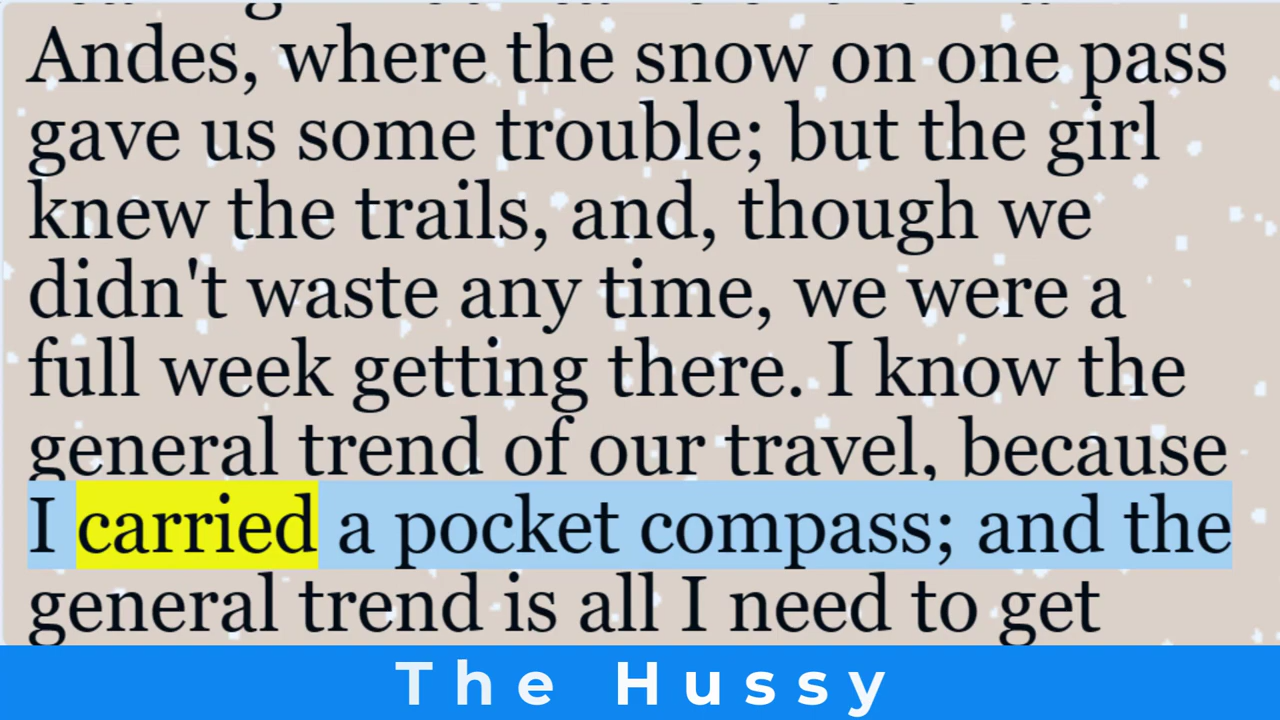 Andes, where the snow on one pass
gave us some trouble; but the girl
knew the trails, and, though we
didn't waste any time, we were a
full week getting there. I know the
general trend of our travel, because
I carried a pocket compass; and the
general trend is all I need to get
The Hussy